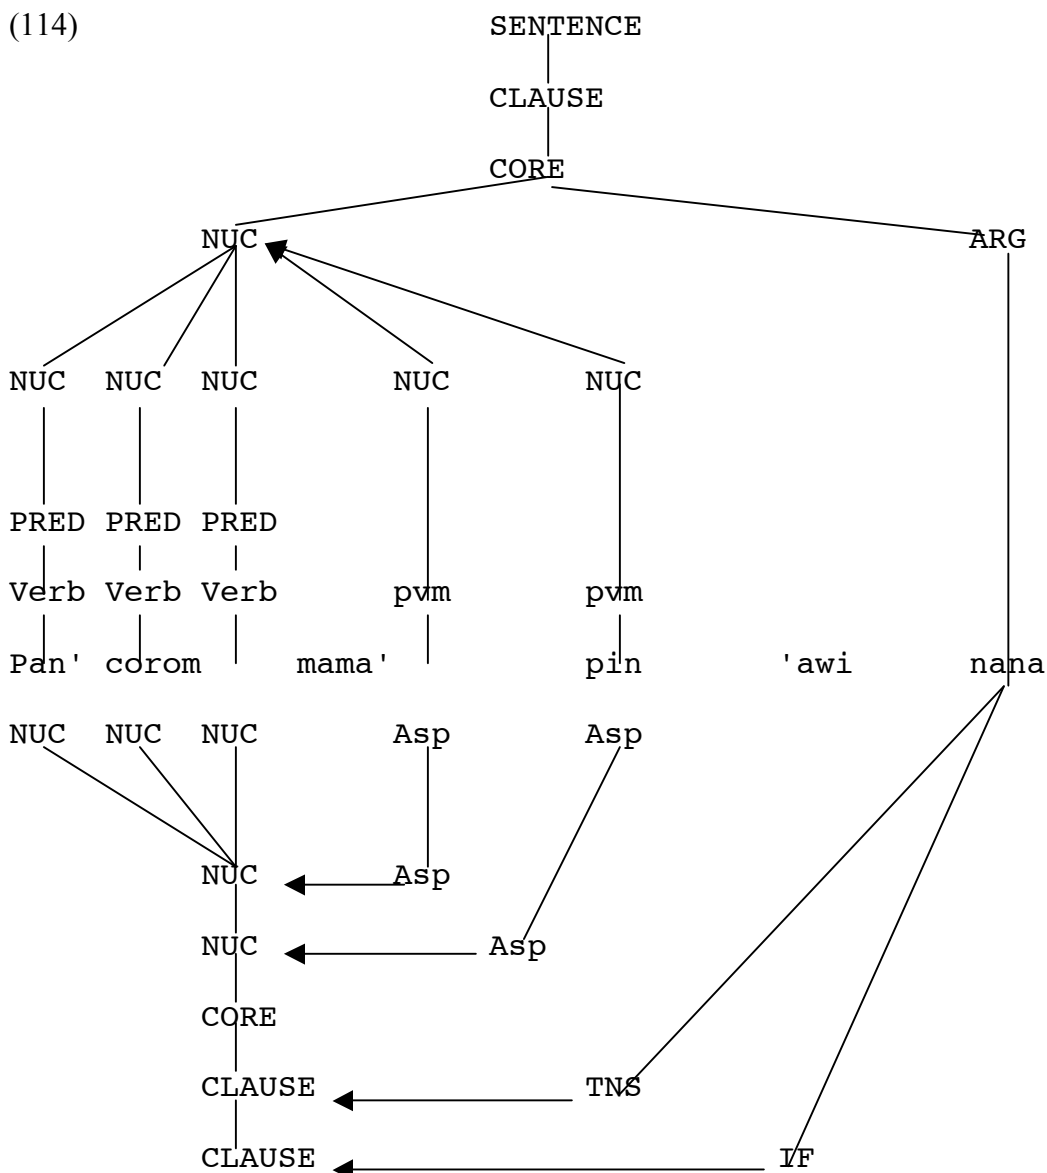 (114) SENTENCE
CLAUSE
CORE
NUC ARG
NUC NUC NUC NUC NUC
PRED PRED PRED
Verb Verb Verb pvm pvm
Pan' corom mama' pin 'awi nana
NUC NUC NUC Asp Asp
NUC Asp
NUC Asp
CORE
CLAUSE TNS
CLAUSE IF